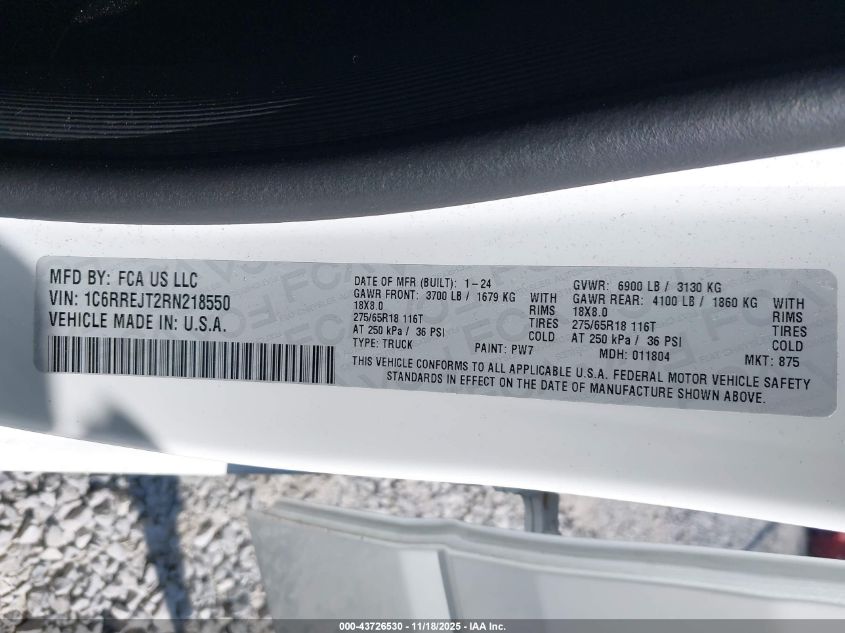 MFD BY: FCA US LLC
VIN: 1C6RREJT2RN218550
VEHICLE MADE IN: U.S.A.
DATE OF MFR (BUILT): 1-24
GAWR FRONT: 3700 LB / 1679 KG WITH
18X8.0 RIMS
275/65R18 116T TIRES
AT 250 kPa / 36 PSI COLD
TYPE: TRUCK PAINT: PW7
GVWR: 6900 LB / 3130 KG
GAWR REAR: 4100 LB / 1860 KG WITH
18X8.0 RIMS
275/65R18 116T TIRES
AT 250 kPa / 36 PSI COLD
MDH: 011804 MKT: 875
THIS VEHICLE CONFORMS TO ALL APPLICABLE U.S.A. FEDERAL MOTOR VEHICLE SAFETY
STANDARDS IN EFFECT ON THE DATE OF MANUFACTURE SHOWN ABOVE.
000-43726530 - 11/18/2025 - IAA Inc.